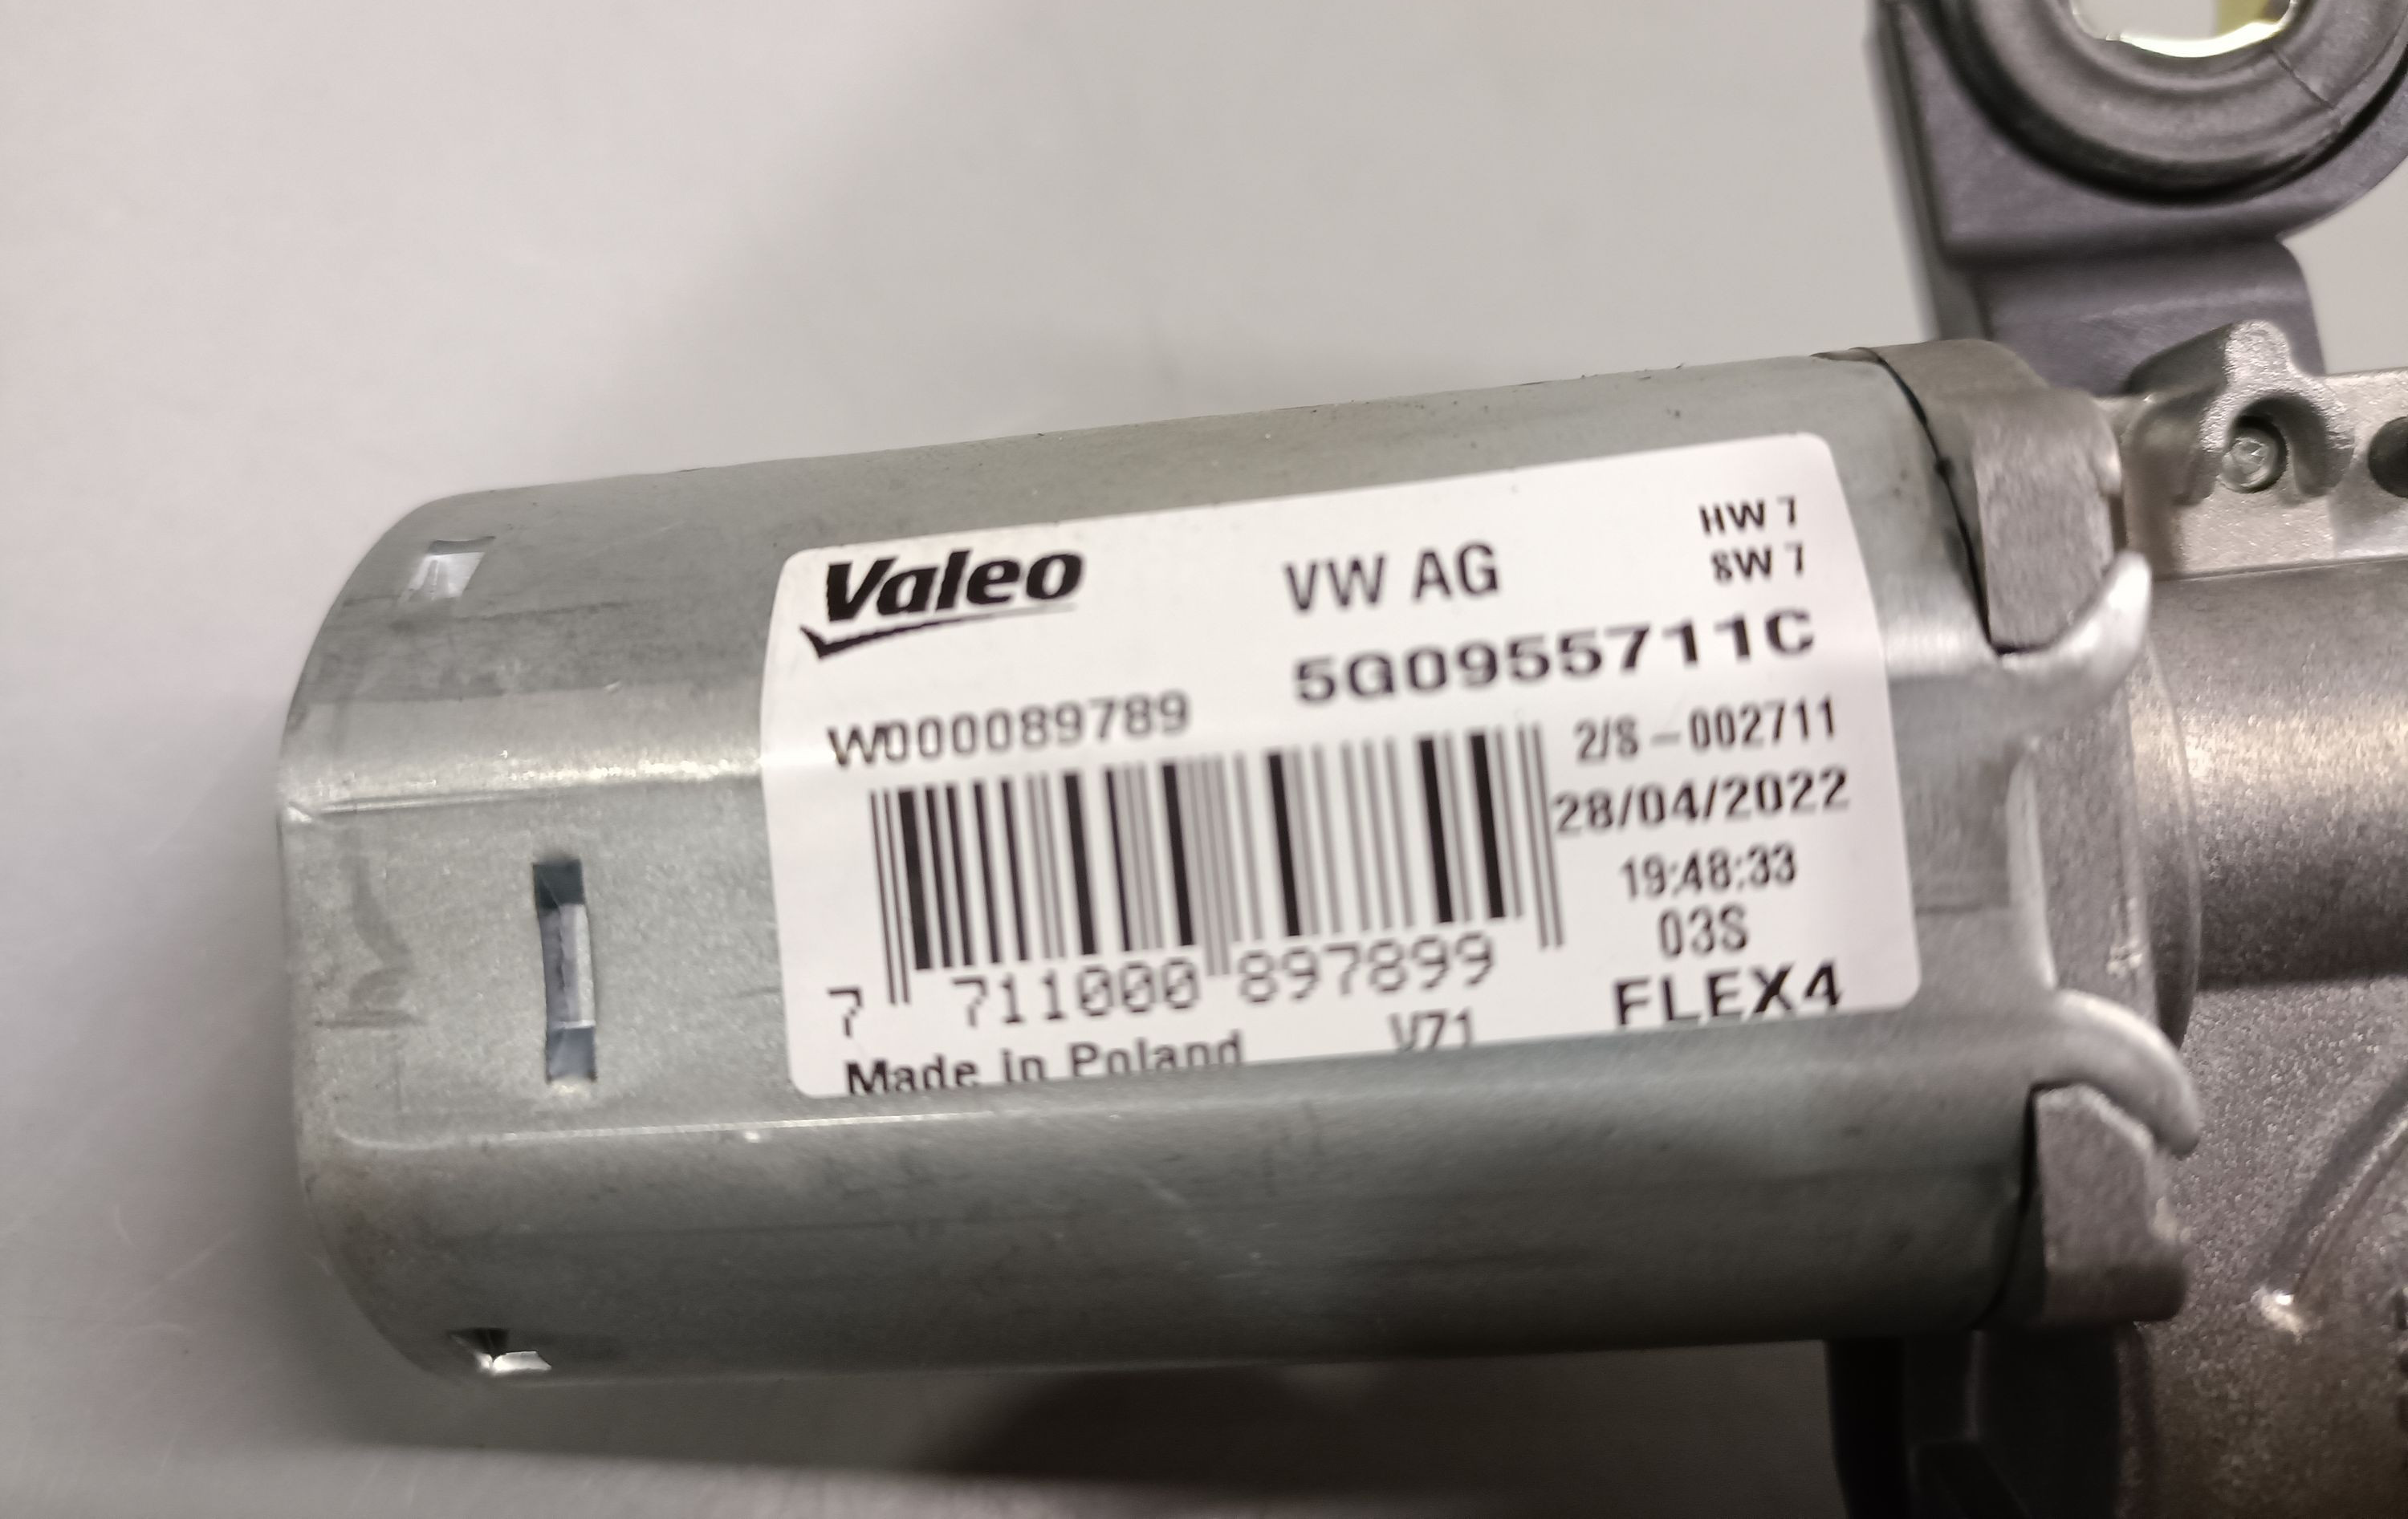 Valeo
VW AG
HW 7
SW 7
5G0955711C
W000089789
2/S-002711
28/04/2022
19:48:33
03S
FLEX4
7 711000 897899
Made in Poland
V71